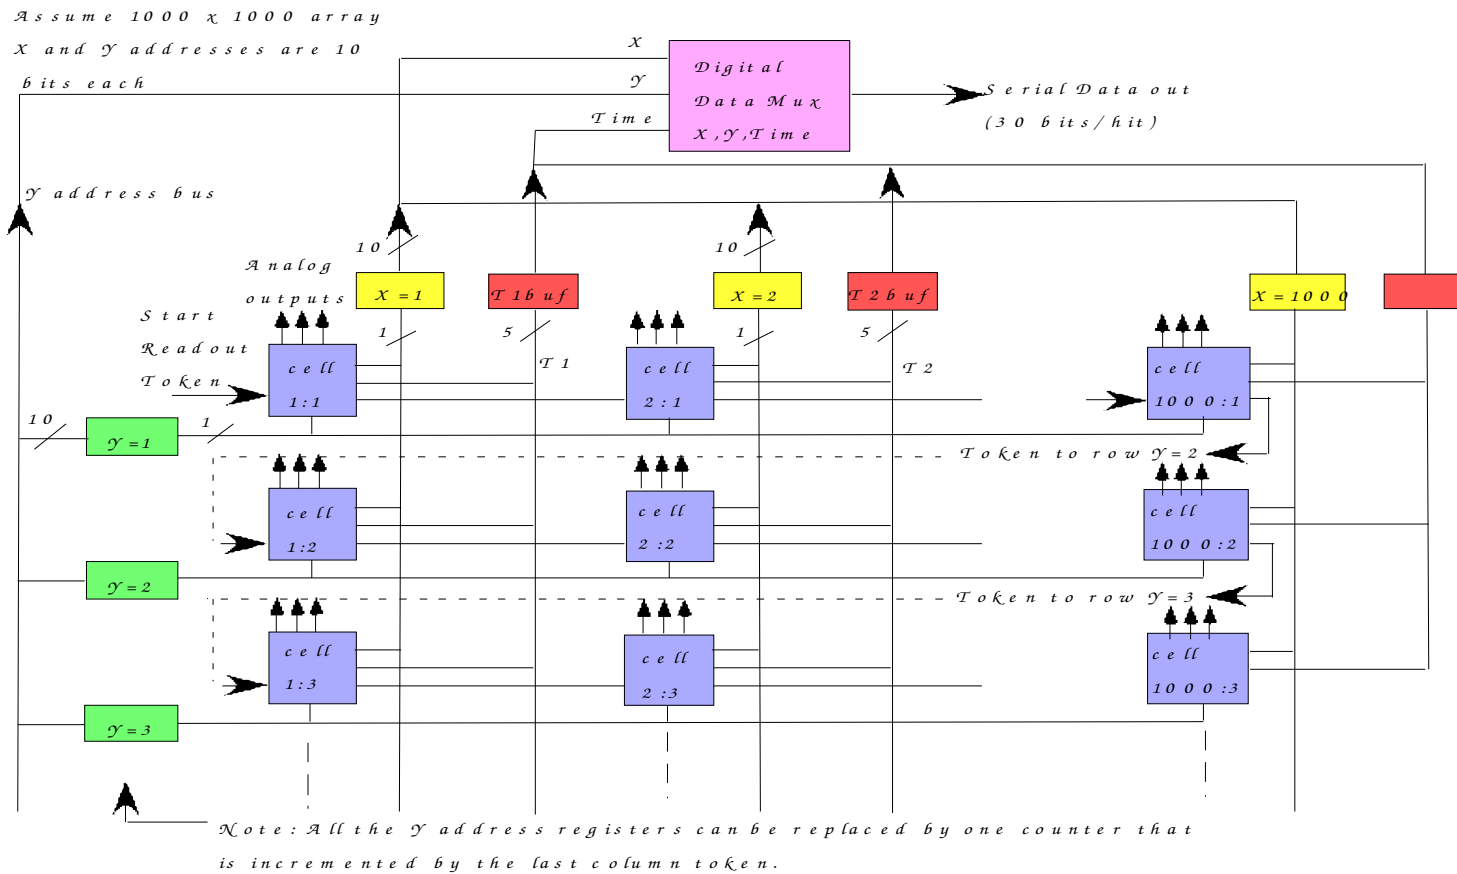 Assume 1000 x 1000 array
X and Y addresses are 10
bits each
X
Y
Time
Digital
Data Mux
X,Y,Time
Serial Data out
(30 bits/hit)
Y address bus
10
10
Analog
outputs
X=1
T1buf
X=2
T2buf
X=1000
Start
Readout
Token
1
5
1
5
T1
T2
cell
1:1
cell
2:1
cell
1000:1
10
1
Y=1
Token to row Y=2
cell
1:2
cell
2:2
cell
1000:2
Y=2
Token to row Y=3
cell
1:3
cell
2:3
cell
1000:3
Y=3
Note: All the Y address registers can be replaced by one counter that
is incremented by the last column token.